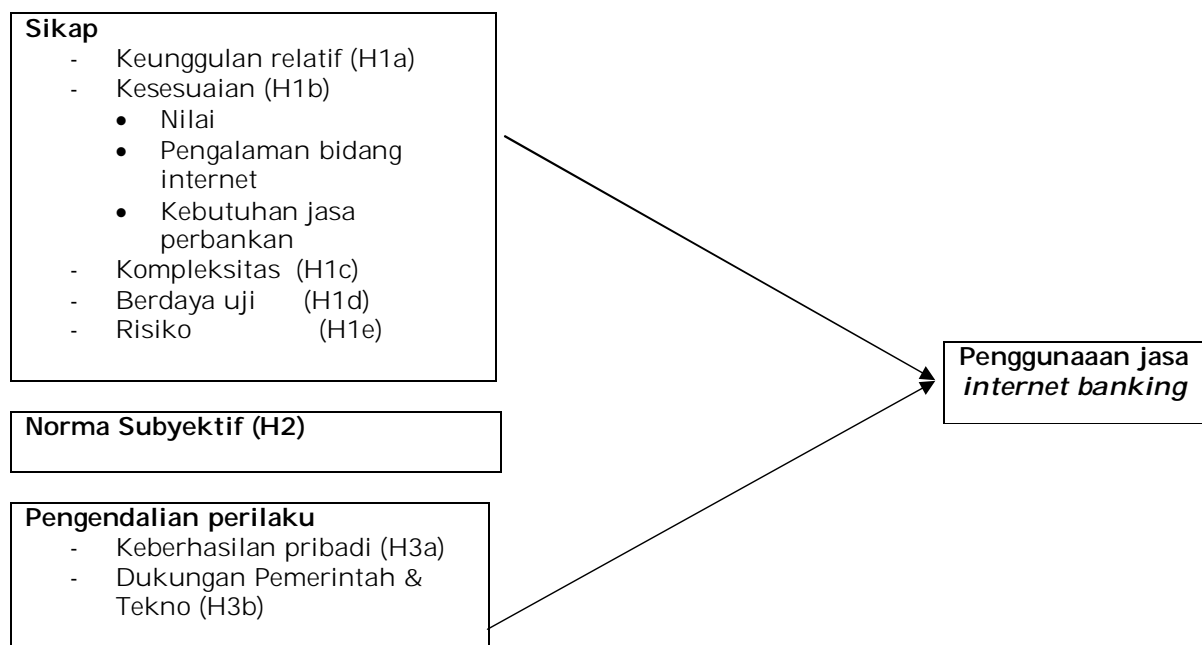 Sikap
- Keunggulan relatif (H1a)
- Kesesuaian (H1b)
• Nilai
• Pengalaman bidang
internet
• Kebutuhan jasa
perbankan
- Kompleksitas (H1c)
- Berdaya uji (H1d)
- Risiko (H1e)
Norma Subyektif (H2)
Pengendalian perilaku
- Keberhasilan pribadi (H3a)
- Dukungan Pemerintah &
Tekno (H3b)
Penggunaaan jasa
internet banking